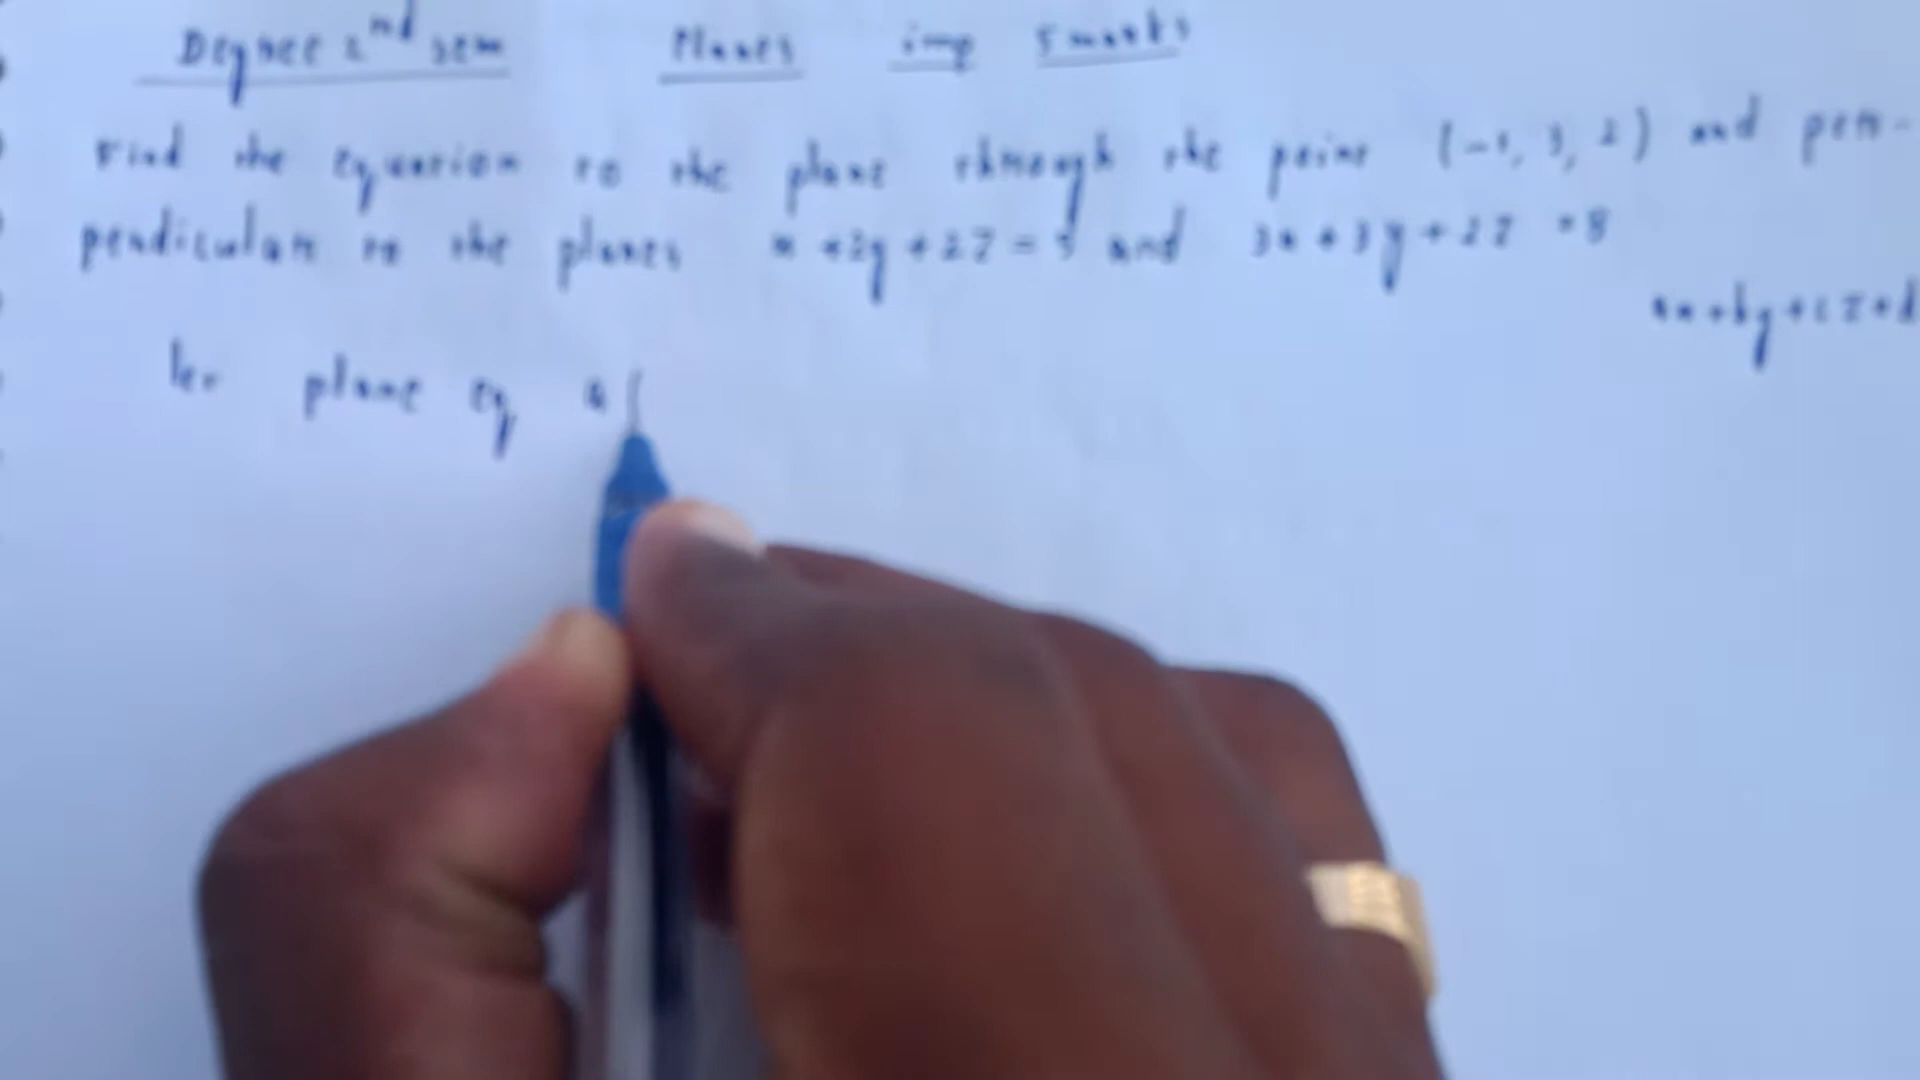 Degree 2nd sem Planes imp 5 marks
Find the equation to the plane through the point (-1, 3, 2) and per-
pendicular to the planes x + 2y + 2z = 5 and 3x + 3y + 2z = 8
ax+by+cz+d
let plane eq a(